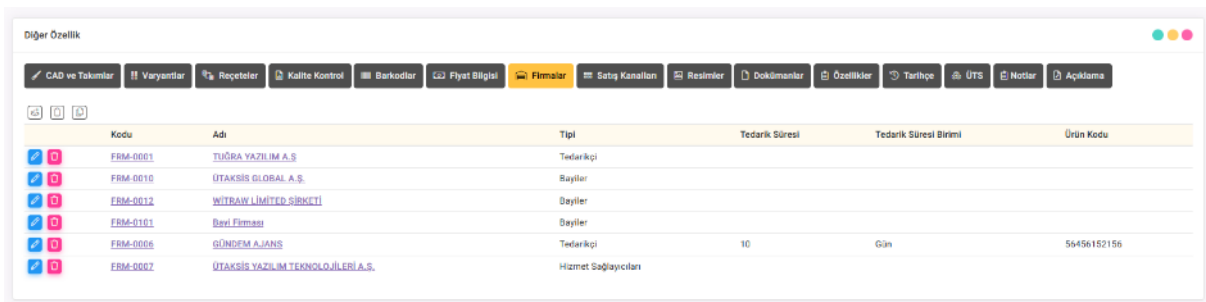 Diğer Özellik
CAD ve Takımlar Varyantlar Reçeteler Kalite Kontrol Barkodlar Fiyat Bilgisi Firmalar Satış Kanalları Resimler Dokümanlar Özellikler Tarihçe ÜTS Notlar Açıklama
Kodu Adı Tipi Tedarik Süresi Tedarik Süresi Birimi Ürün Kodu
FRM-0001 TUĞRA YAZILIM A.Ş Tedarikçi
FRM-0010 ÜTAKSİS GLOBAL A.Ş. Bayiler
FRM-0012 WİTRAW LİMİTED ŞİRKETİ Bayiler
FRM-0101 Bayi Firması Bayiler
FRM-0006 GÜNDEM AJANS Tedarikçi 10 Gün 56456152156
FRM-0007 ÜTAKSİS YAZILIM TEKNOLOJİLERİ A.Ş. Hizmet Sağlayıcıları